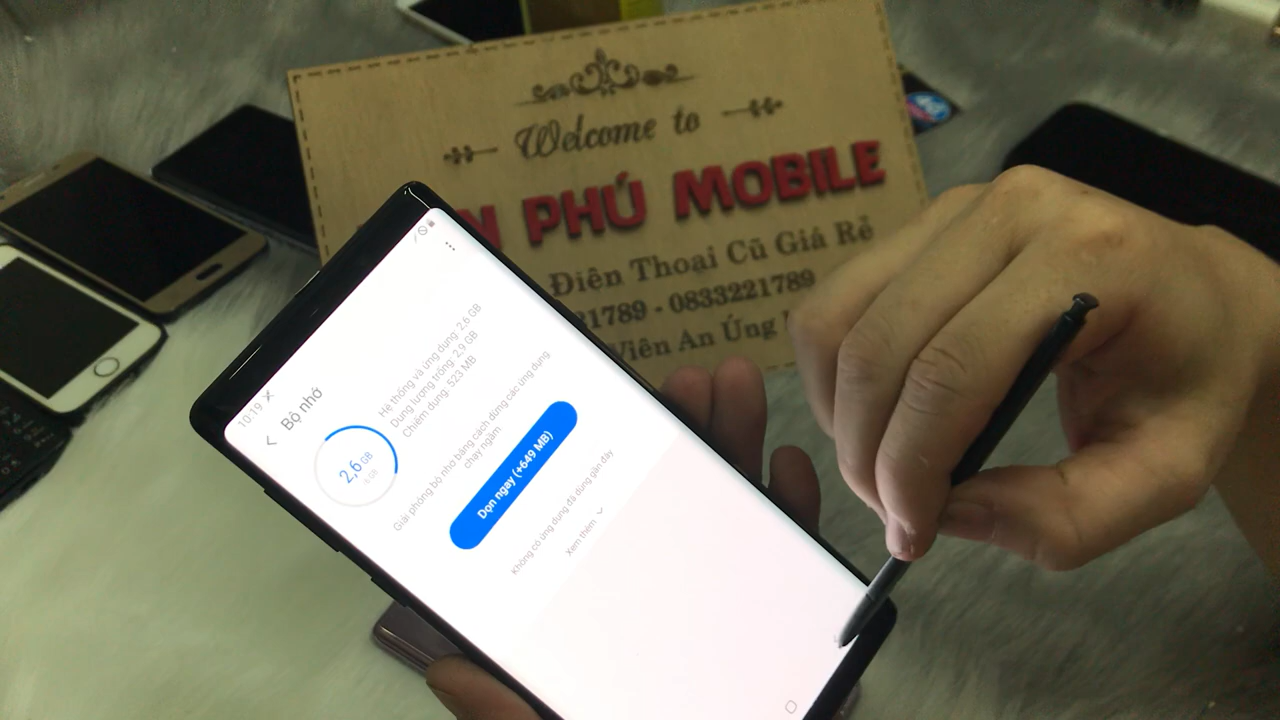 Welcome to
N PHÚ MOBILE
Điện Thoại Cũ Giá Rẻ
1789 - 0833221789
Viên An Ứng
10:19
Bộ nhớ
2,6 GB
Hệ thống và ứng dụng: 2,6 GB
Dung lượng trống: 2,9 GB
Chiếm dụng: 523 MB
Giải phóng bộ nhớ bằng cách dừng các ứng dụng
chạy ngầm
Dọn ngay (+649 MB)
Không có ứng dụng đã dùng gần đây
Xem thêm